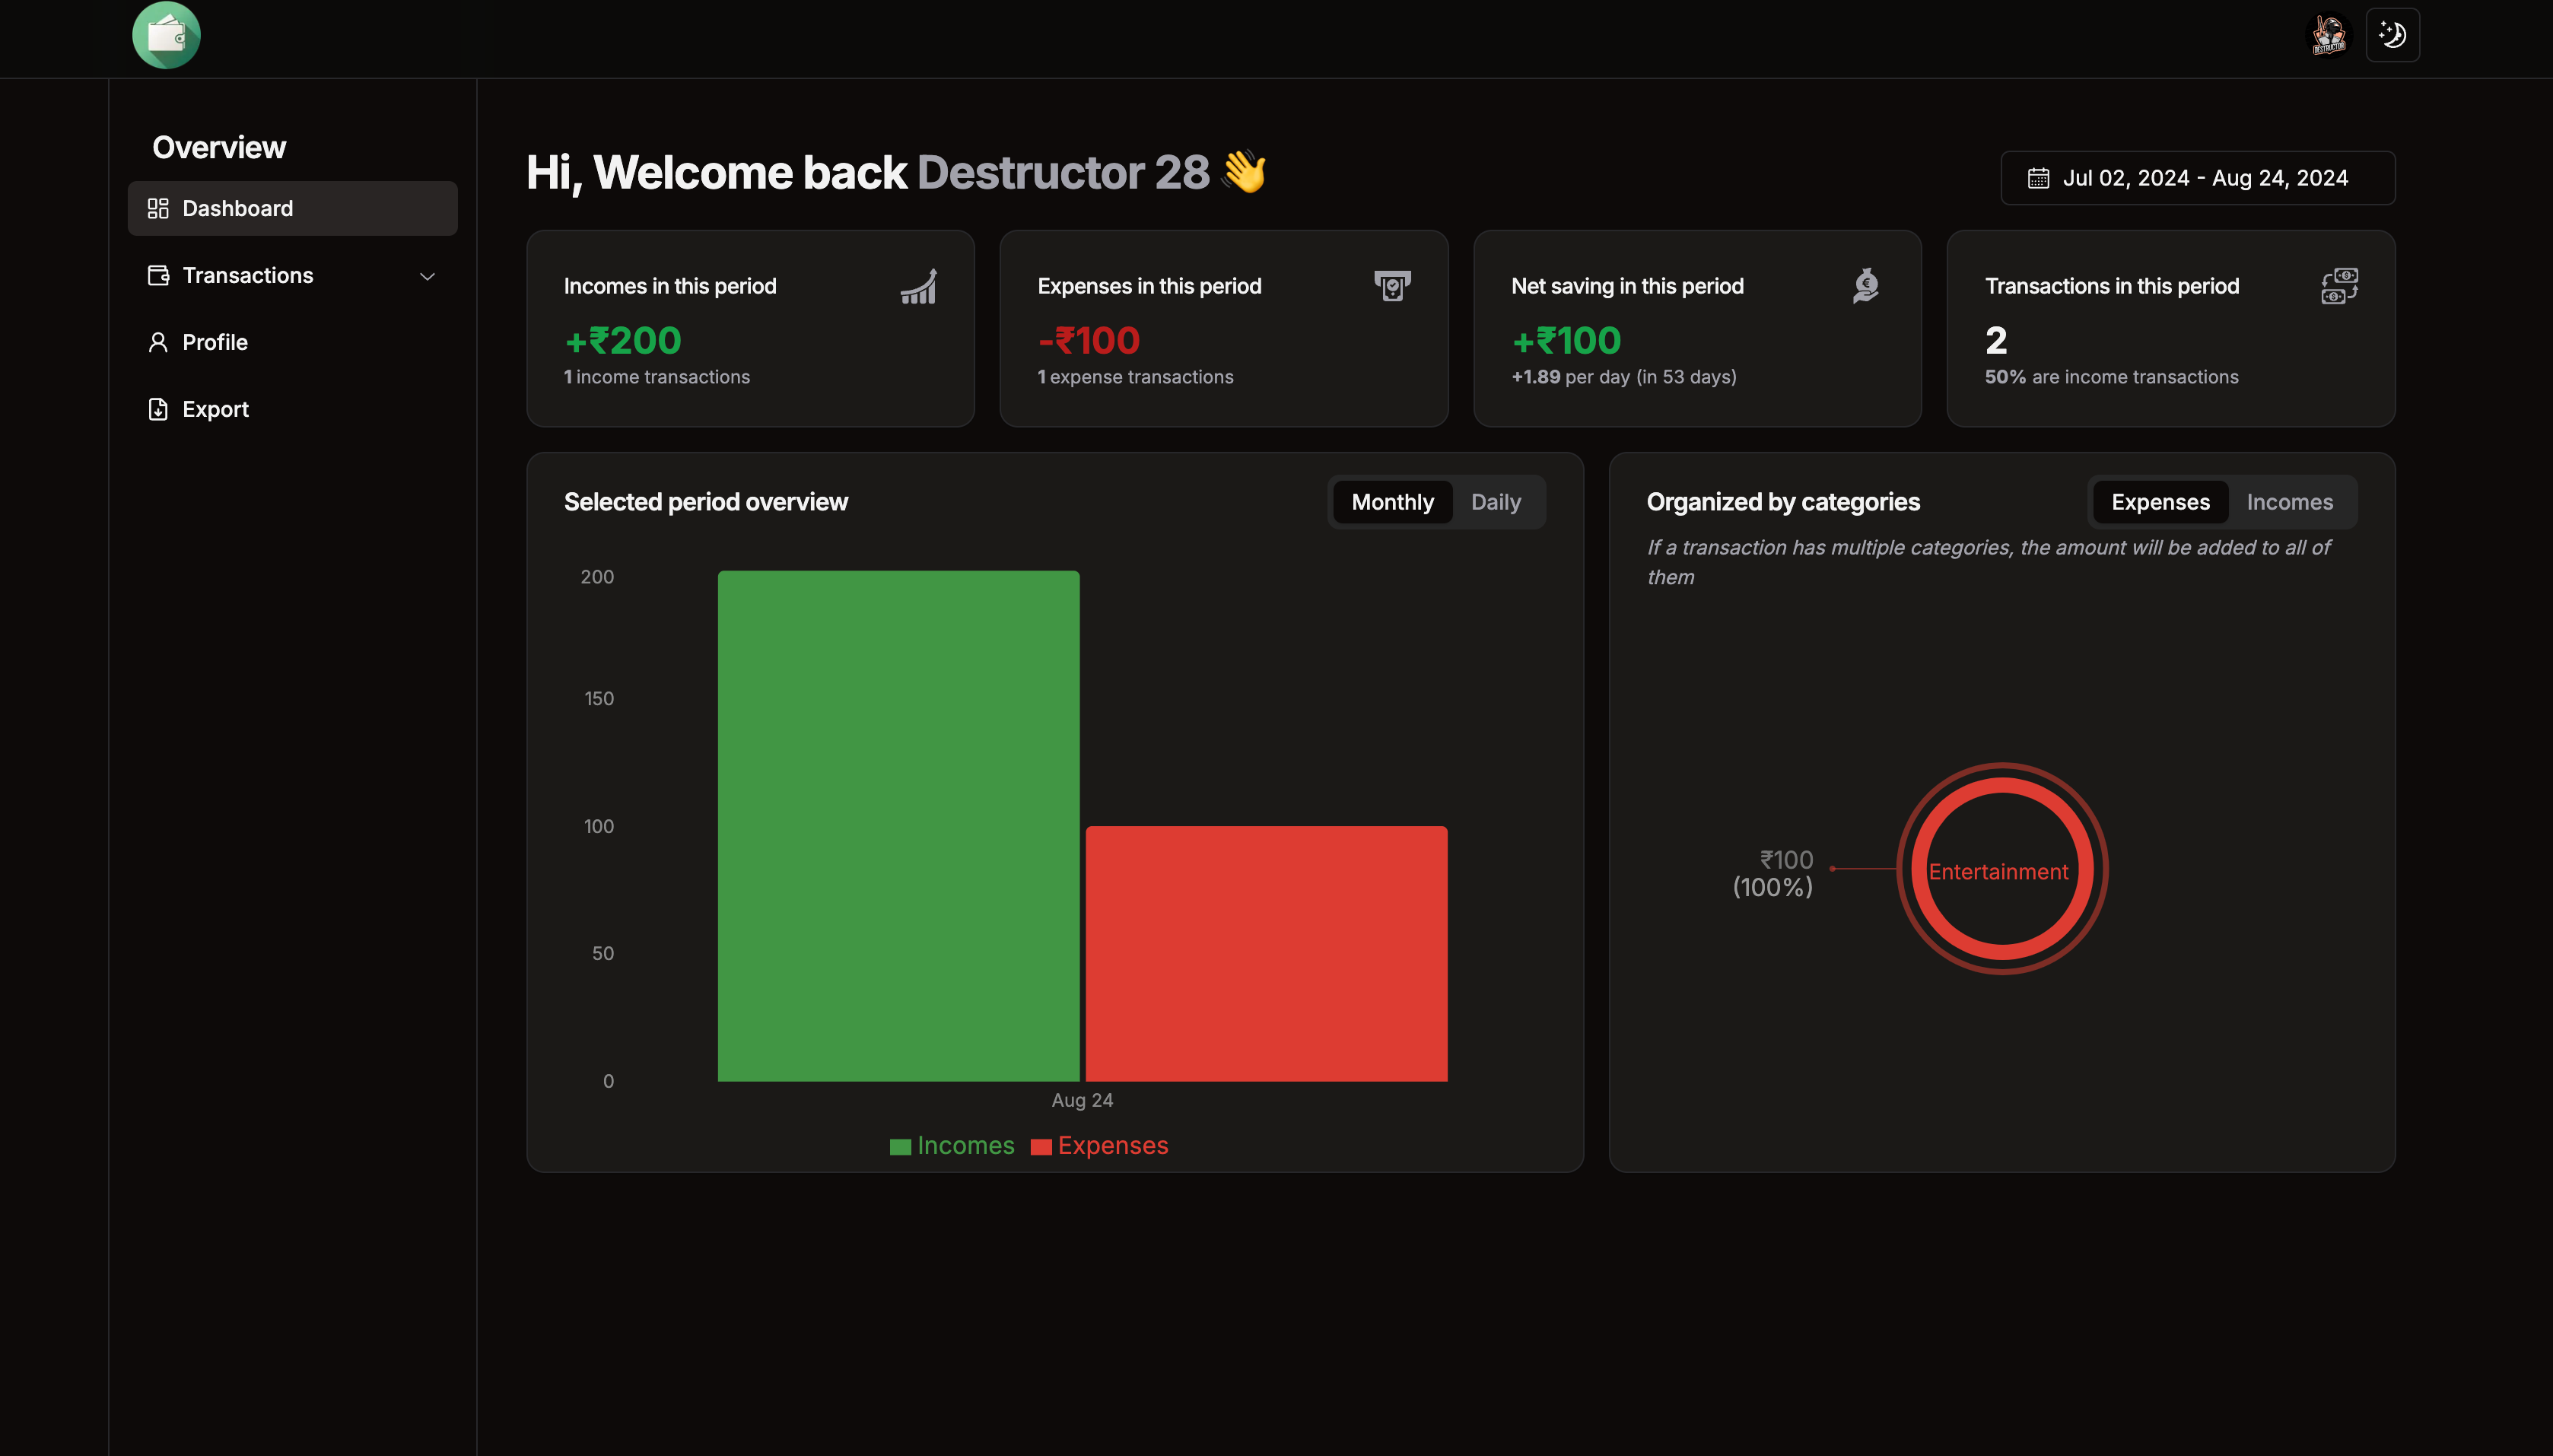 DESTRUCTOR
Overview
Dashboard
Transactions
Profile
Export
Hi, Welcome back Destructor 28 👋
Jul 02, 2024 - Aug 24, 2024
Incomes in this period
+₹200
1 income transactions
Expenses in this period
-₹100
1 expense transactions
Net saving in this period
+₹100
+1.89 per day (in 53 days)
Transactions in this period
2
50% are income transactions
Selected period overview
Monthly Daily
200
150
100
50
0
Aug 24
Incomes Expenses
Organized by categories
Expenses Incomes
If a transaction has multiple categories, the amount will be added to all of
them
₹100
(100%)
Entertainment